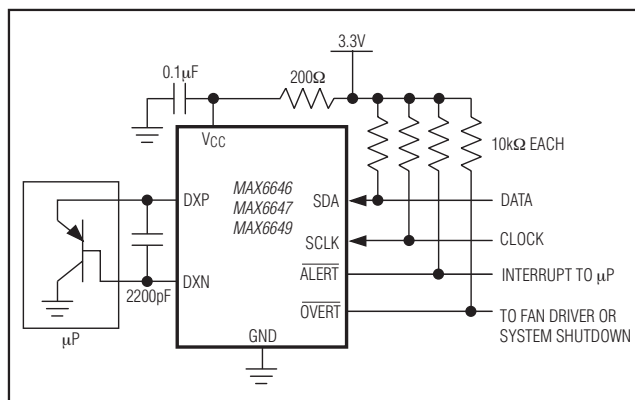 3.3V
0.1μF
200Ω
VCC
10kΩ EACH
MAX6646
MAX6647
MAX6649
DXP
SDA
DATA
SCLK
CLOCK
DXN
ALERT
INTERRUPT TO μP
2200pF
OVERT
TO FAN DRIVER OR
SYSTEM SHUTDOWN
GND
μP